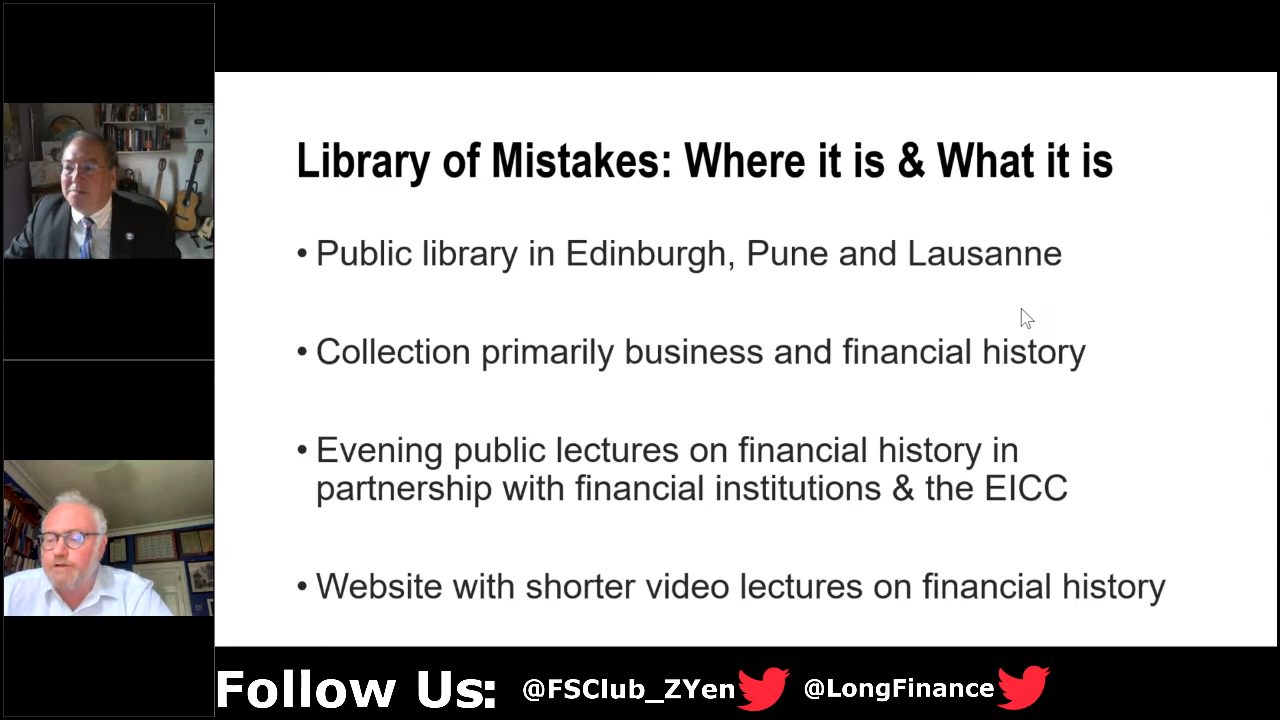 Library of Mistakes: Where it is & What it is
• Public library in Edinburgh, Pune and Lausanne
• Collection primarily business and financial history
• Evening public lectures on financial history in
partnership with financial institutions & the EICC
• Website with shorter video lectures on financial history
Follow Us: @FSClub_ZYen @LongFinance